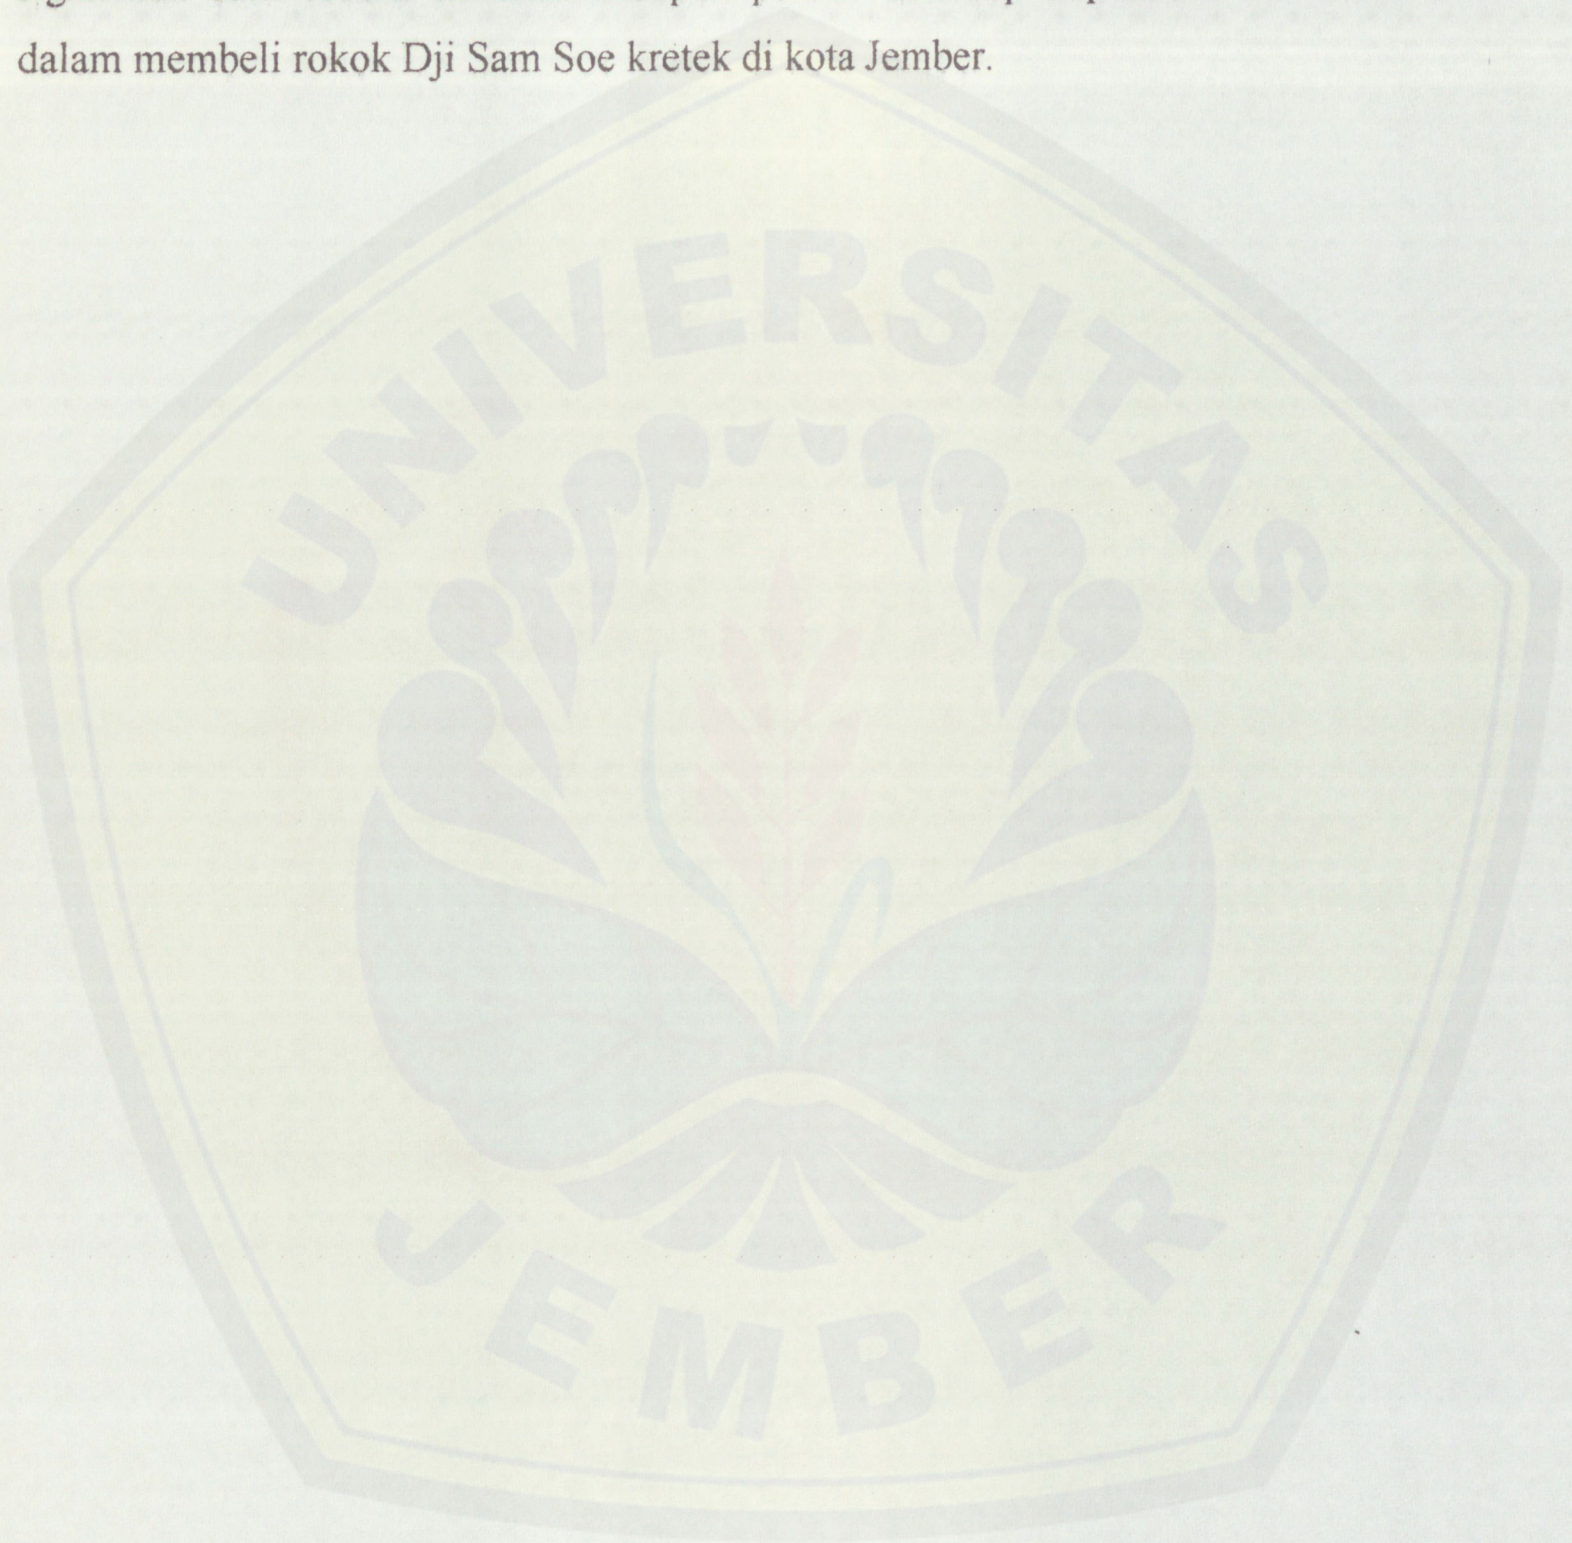 dalam membeli rokok Dji Sam Soe kretek di kota Jember.
UNIVERSITAS
JEMBER